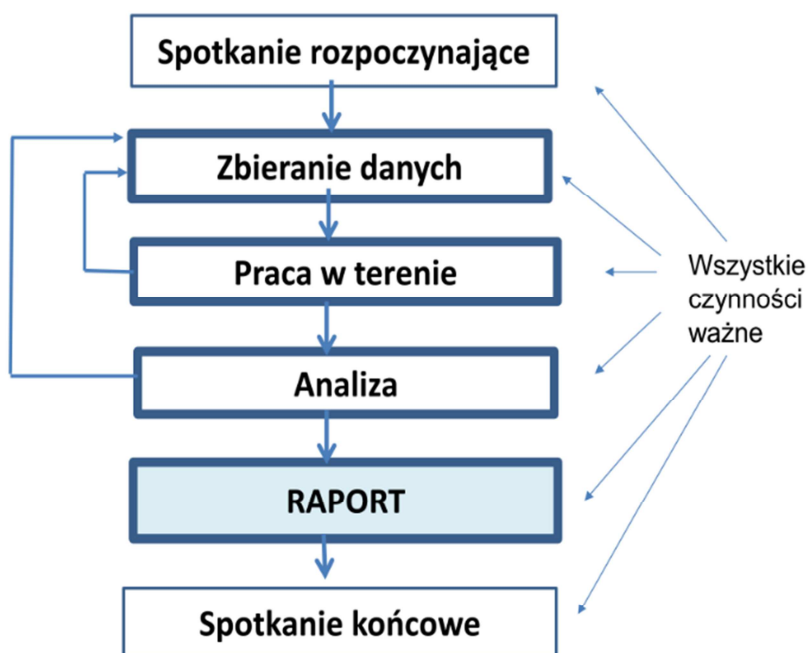 Spotkanie rozpoczynające
Zbieranie danych
Praca w terenie
Analiza
RAPORT
Spotkanie końcowe
Wszystkie
czynności
ważne